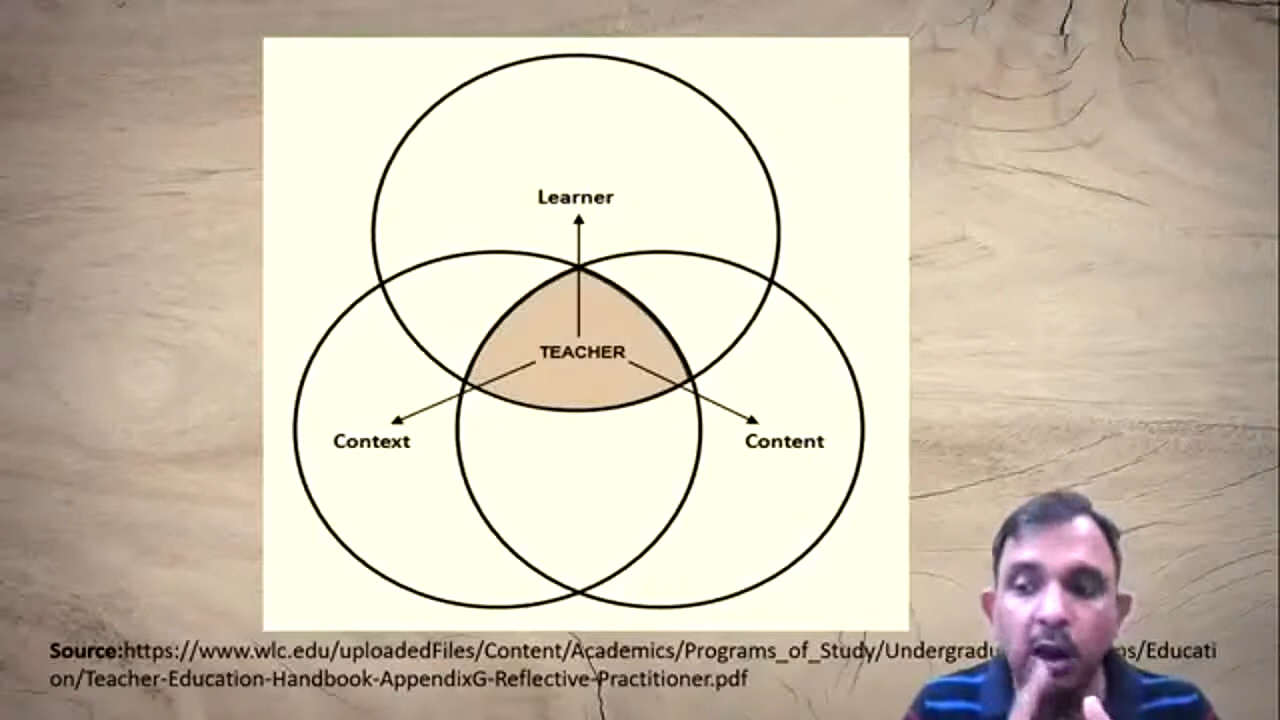 Learner
TEACHER
Context
Content
Source:https://www.wlc.edu/uploadedFiles/Content/Academics/Programs_of_Study/Undergradu s/Educati
on/Teacher-Education-Handbook-AppendixG-Reflective-Practitioner.pdf